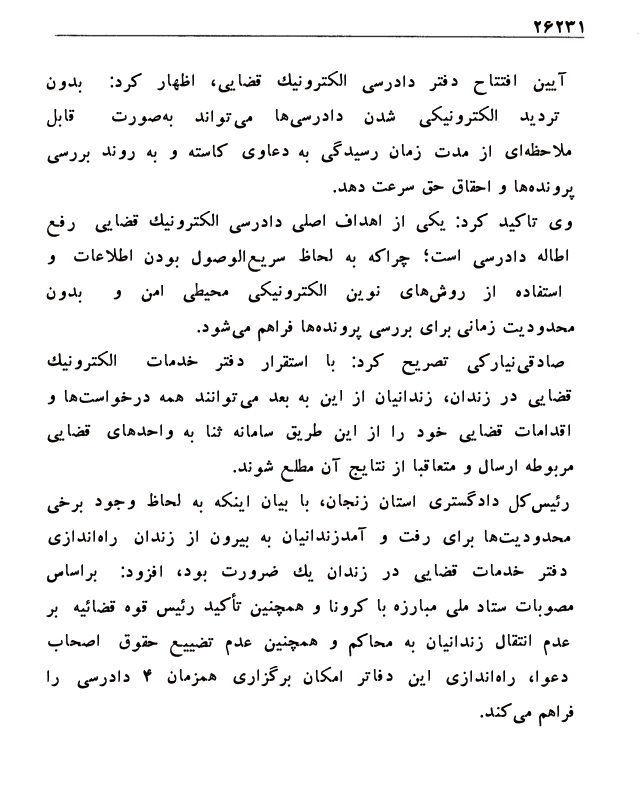 ۲۶۲۳۱
آیین افتتاح دفتر دادرسی الکترونیك قضایی، اظهار کرد: بدون
تردید الکترونیکی شدن دادرسی‌ها می‌تواند به‌صورت قابل
ملاحظه‌ای از مدت زمان رسیدگی به دعاوی کاسته و به روند بررسی
پرونده‌ها و احقاق حق سرعت دهد.
وی تاکید کرد: یکی از اهداف اصلی دادرسی الکترونیك قضایی رفع
اطاله دادرسی است؛ چراکه به لحاظ سریع‌الوصول بودن اطلاعات و
استفاده از روش‌های نوین الکترونیکی محیطی امن و بدون
محدودیت زمانی برای بررسی پرونده‌ها فراهم می‌شود.
صادقی‌نیارکی تصریح کرد: با استقرار دفتر خدمات الکترونیك
قضایی در زندان، زندانیان از این به بعد می‌توانند همه درخواست‌ها و
اقدامات قضایی خود را از این طریق سامانه ثنا به واحدهای قضایی
مربوطه ارسال و متعاقبا از نتایج آن مطلع شوند.
رئیس‌کل دادگستری استان زنجان، با بیان اینکه به لحاظ وجود برخی
محدودیت‌ها برای رفت و آمدزندانیان به بیرون از زندان راه‌اندازی
دفتر خدمات قضایی در زندان یك ضرورت بود، افزود: براساس
مصوبات ستاد ملی مبارزه با کرونا و همچنین تأکید رئیس قوه قضائیه بر
عدم انتقال زندانیان به محاکم و همچنین عدم تضییع حقوق اصحاب
دعوا، راه‌اندازی این دفاتر امکان برگزاری همزمان ۴ دادرسی را
فراهم می‌کند.